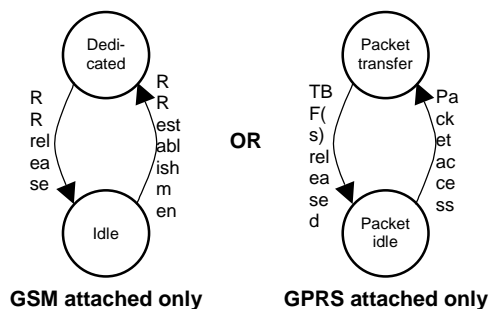 Dedi-
cated
R
R
rel
ea
se
R
R
est
abl
ish
m
en
Idle
OR
Packet
transfer
TB
F(
s)
rel
ea
se
d
Pa
ck
et
ac
ce
ss
Packet
idle
GSM attached only
GPRS attached only